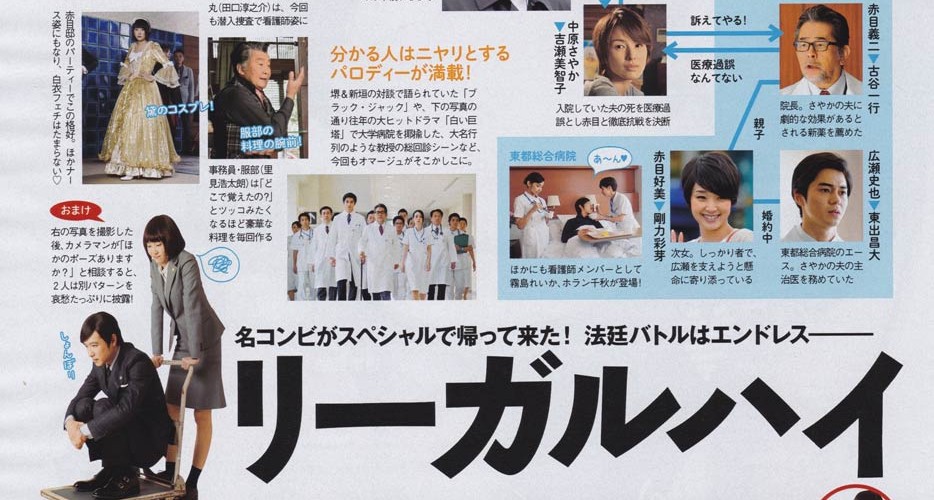 赤目邸のパーティーでこの格好。ほかナー
ス姿にもなり、白衣フェチはたまらない♡
黛のコスプレ!
丸(田口淳之介)は、今回
も潜入捜査で看護師姿に
服部の
料理の腕前!
事務員・服部(里
見浩太朗)は「ど
こで覚えたの?」
とツッコみたく
なるほど豪華な
料理を毎回作る
分かる人はニヤリとする
パロディーが満載!
堺&新垣の対談で語られていた「ブ
ラック・ジャック」や、下の写真の
通り往年の大ヒットドラマ「白い巨
塔」で大学病院を揶揄した、大名行
列のような教授の総回診シーンなど、
今回もオマージュがそこかしこに。
中原さやか
▼吉瀬美智子
入院していた夫の死を医療過
誤とし赤目と徹底抗戦を決断
訴えてやる!
医療過誤
なんてない
赤目義二▼古谷一行
院長。さやかの夫に
劇的な効果があると
される新薬を薦めた
親子
東都総合病院
あ〜ん♥
ほかにも看護師メンバーとして
霧島れいか、ホラン千秋が登場!
赤目好美▼剛力彩芽
次女。しっかり者で、
広瀬を支えようと懸
命に寄り添っている
婚約中
広瀬史也▼東出昌大
東都総合病院のエー
ス。さやかの夫の主
治医を務めていた
おまけ
右の写真を撮影した
後、カメラマンが「ほ
かのポーズあります
か?」と相談すると、
2人は別パターンを
哀愁たっぷりに披露!
しょんぼり
名コンビがスペシャルで帰って来た! 法廷バトルはエンドレス――
リーガルハイ